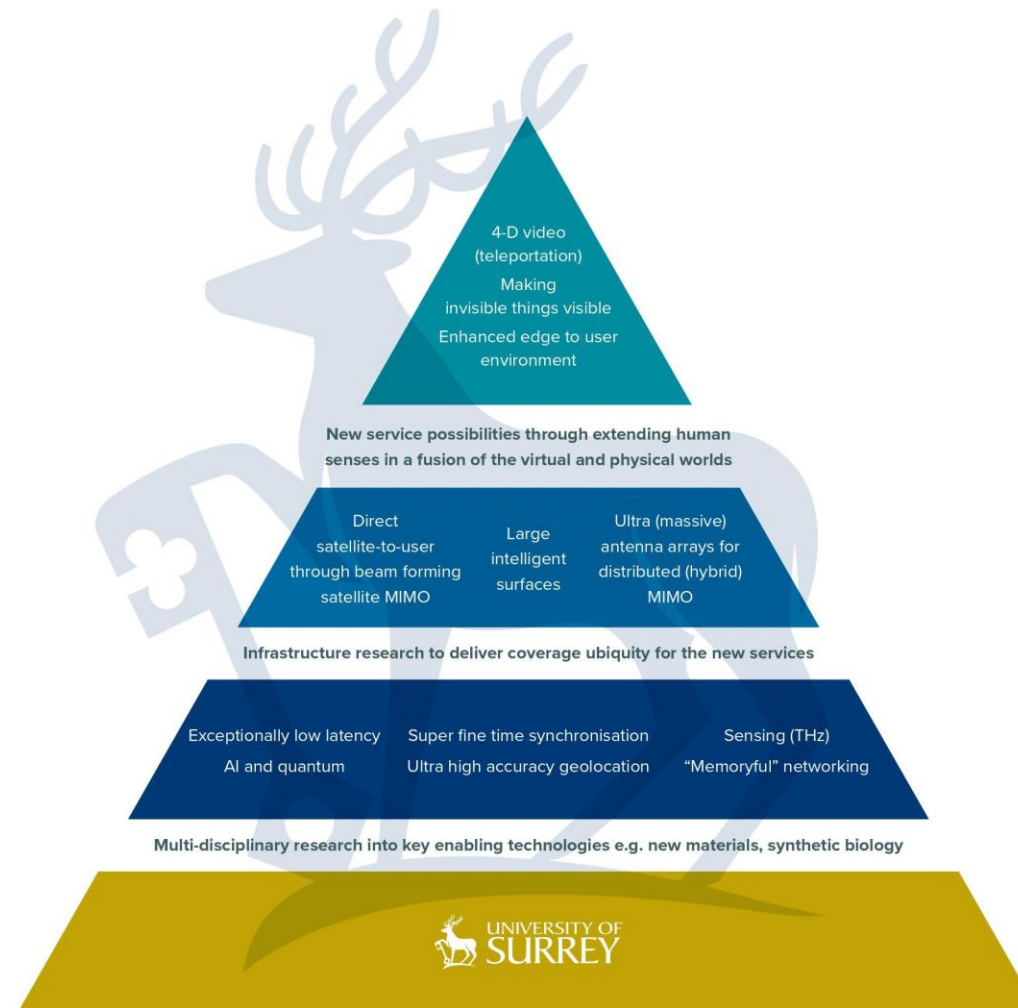 4-D video
(teleportation)
Making
invisible things visible
Enhanced edge to user
environment
New service possibilities through extending human
senses in a fusion of the virtual and physical worlds
Direct
satellite-to-user
through beam forming
satellite MIMO
Large
intelligent
surfaces
Ultra (massive)
antenna arrays for
distributed (hybrid)
MIMO
Infrastructure research to deliver coverage ubiquity for the new services
Exceptionally low latency
AI and quantum
Super fine time synchronisation
Ultra high accuracy geolocation
Sensing (THz)
“Memoryful” networking
Multi-disciplinary research into key enabling technologies e.g. new materials, synthetic biology
UNIVERSITY OF
SURREY